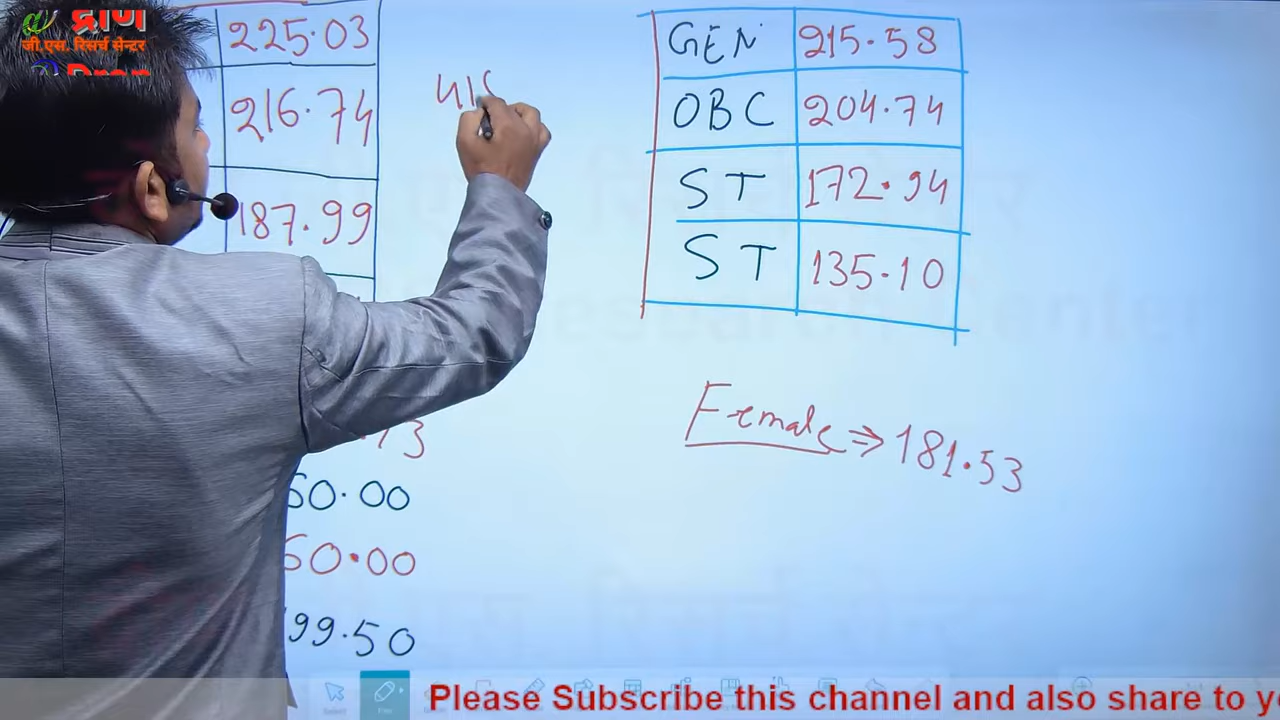 द्रोण
जी.एस. रिसर्च सेन्टर
225.03
216.74
187.99
GEN 215.58
OBC 204.74
ST 172.94
ST 135.10
Female ⇒ 181.53
60.00
60.00
99.50
Please Subscribe this channel and also share to